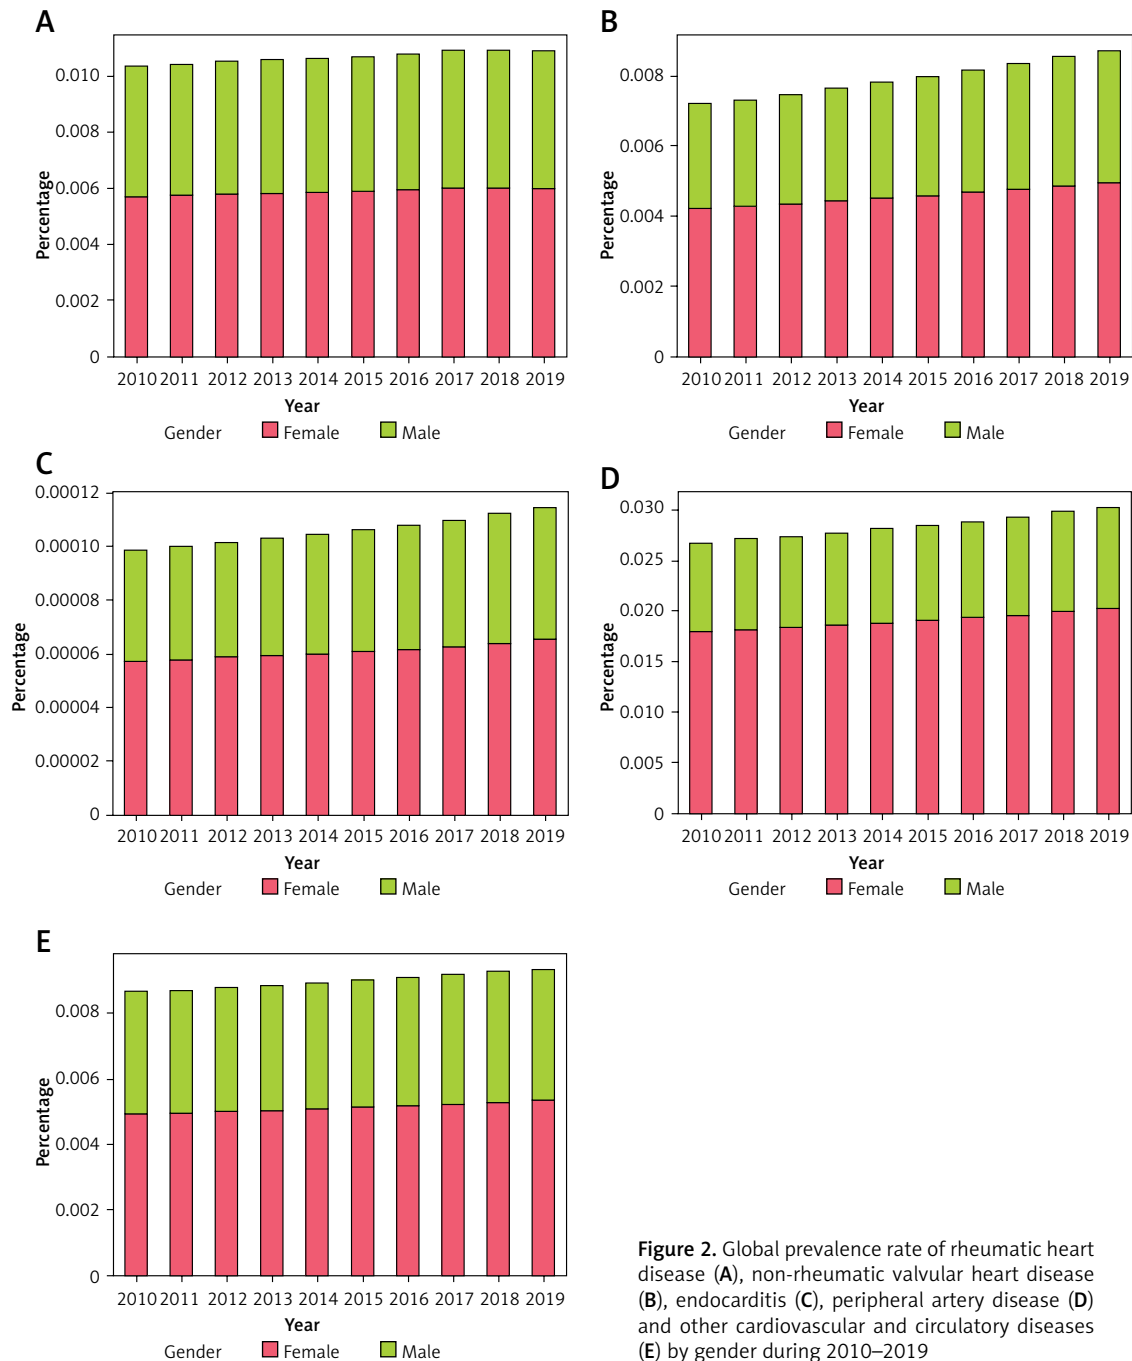 A
Percentage
0.010
0.008
0.006
0.004
0.002
0
2010 2011 2012 2013 2014 2015 2016 2017 2018 2019
Year
Gender Female Male
B
Percentage
0.008
0.006
0.004
0.002
0
2010 2011 2012 2013 2014 2015 2016 2017 2018 2019
Year
Gender Female Male
C
Percentage
0.00012
0.00010
0.00008
0.00006
0.00004
0.00002
0
2010 2011 2012 2013 2014 2015 2016 2017 2018 2019
Year
Gender Female Male
D
Percentage
0.030
0.025
0.020
0.015
0.010
0.005
0
2010 2011 2012 2013 2014 2015 2016 2017 2018 2019
Year
Gender Female Male
E
Percentage
0.008
0.006
0.004
0.002
0
2010 2011 2012 2013 2014 2015 2016 2017 2018 2019
Year
Gender Female Male
Figure 2. Global prevalence rate of rheumatic heart
disease (A), non-rheumatic valvular heart disease
(B), endocarditis (C), peripheral artery disease (D)
and other cardiovascular and circulatory diseases
(E) by gender during 2010–2019